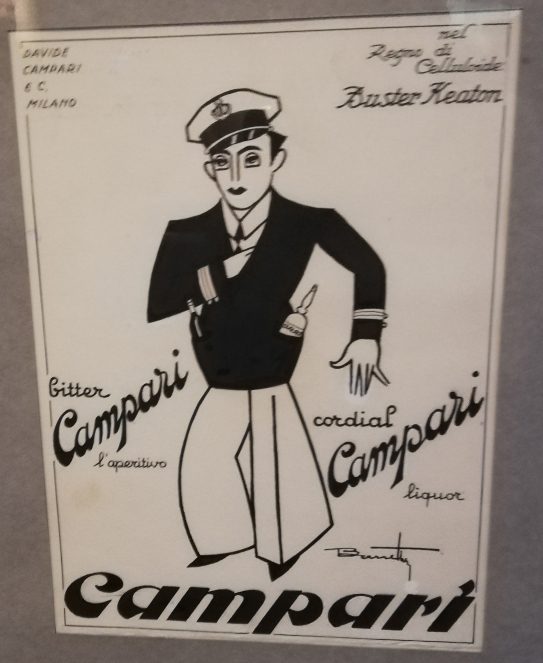 DAVIDE
CAMPARI
E C.
MILANO
nel
Regno di
Celluloide
Buster Keaton
bitter
Campari
l'aperitivo
cordial
Campari
liquor
Campari